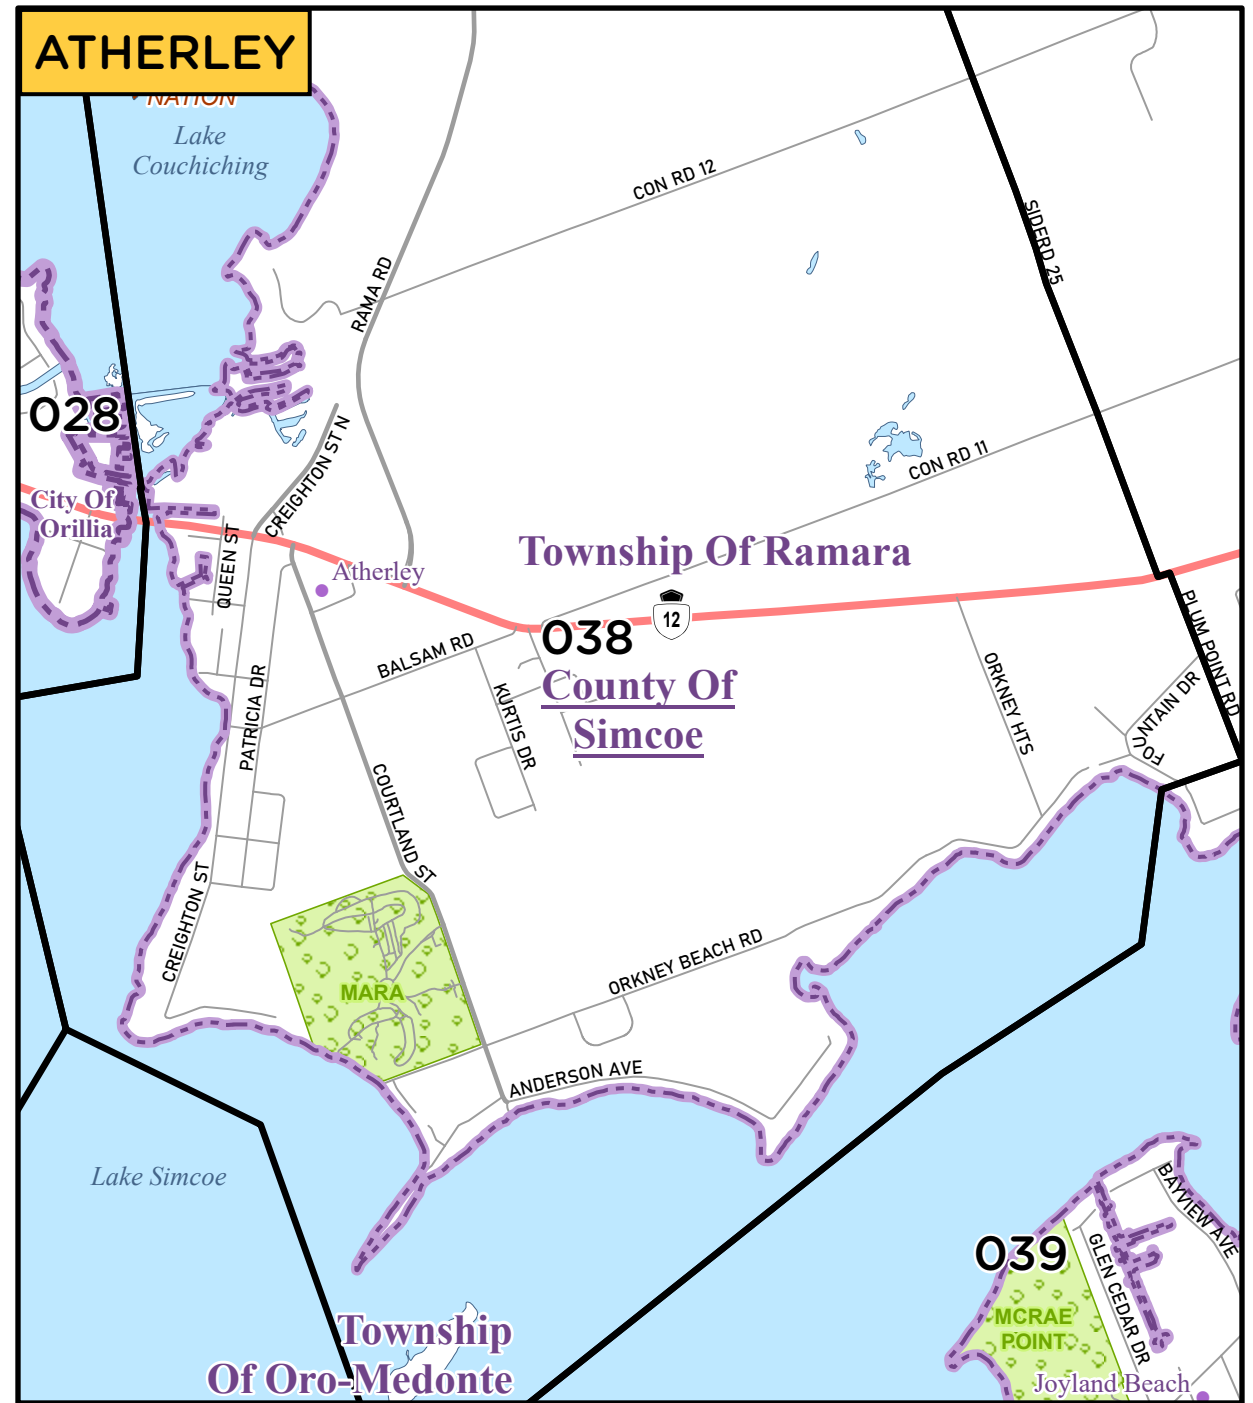 ATHERLEY
NATION
Lake
Couchiching
CON RD 12
SIDERD 25
RAMA RD
028
CREIGHTON ST N
CON RD 11
City Of
Orillia
QUEEN ST
Atherley
Township Of Ramara
12
038
County Of
Simcoe
BALSAM RD
KURTIS DR
PATRICIA DR
ORKNEY HTS
PLUM POINT RD
FOUNTAIN DR
COURTLAND ST
CREIGHTON ST
MARA
ORKNEY BEACH RD
ANDERSON AVE
Lake Simcoe
BAYVIEW AVE
039
GLEN CEDAR DR
MCRAE
POINT
Township
Of Oro-Medonte
Joyland Beach